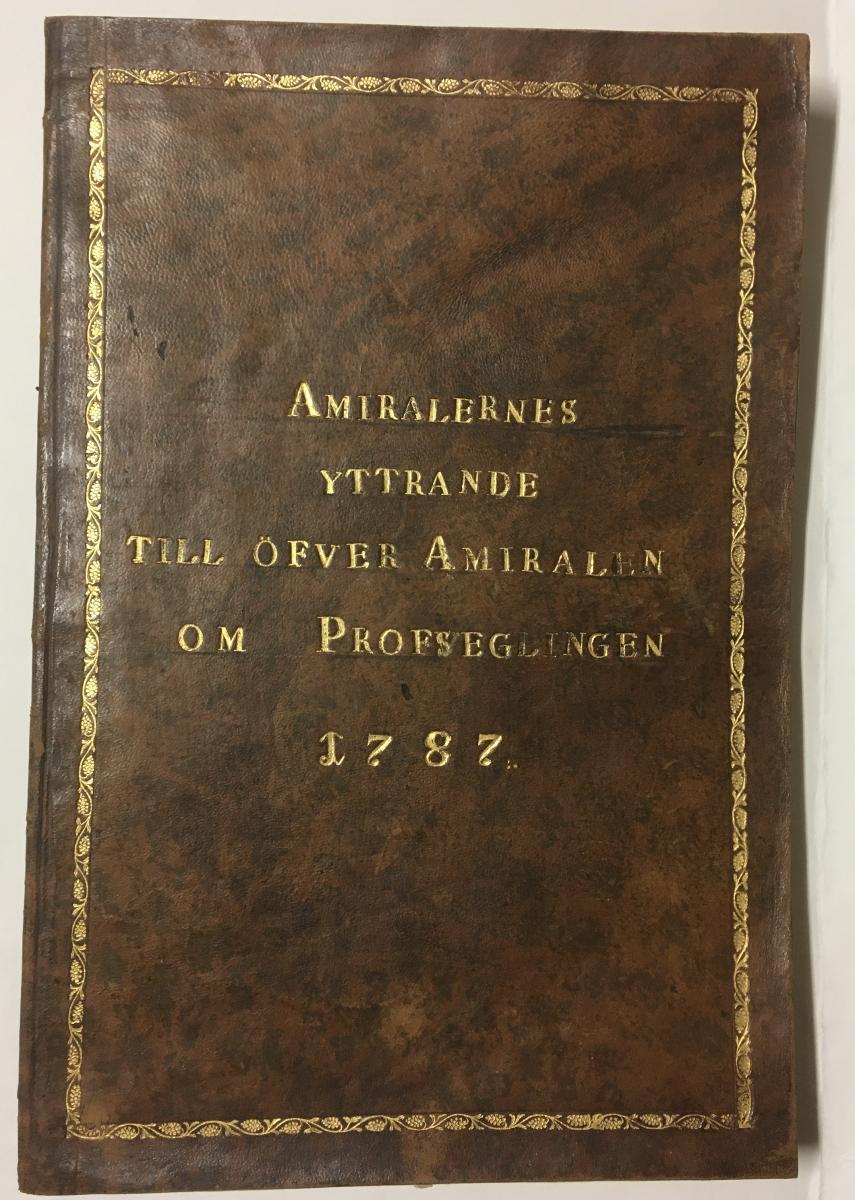 AMIRALERNES
YTTRANDE
TILL ÖFVER AMIRALEN
OM PROFSEGLINGEN
1787.